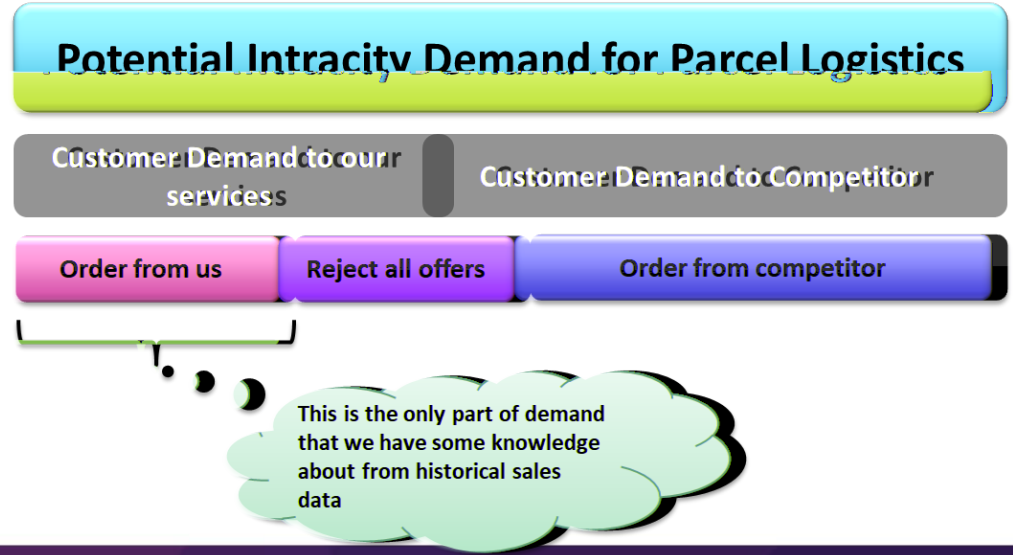 Potential Intracity Demand for Parcel Logistics
Customer Demand to our
services
Customer Demand to Competitor
Order from us
Reject all offers
Order from competitor
This is the only part of demand
that we have some knowledge
about from historical sales
data